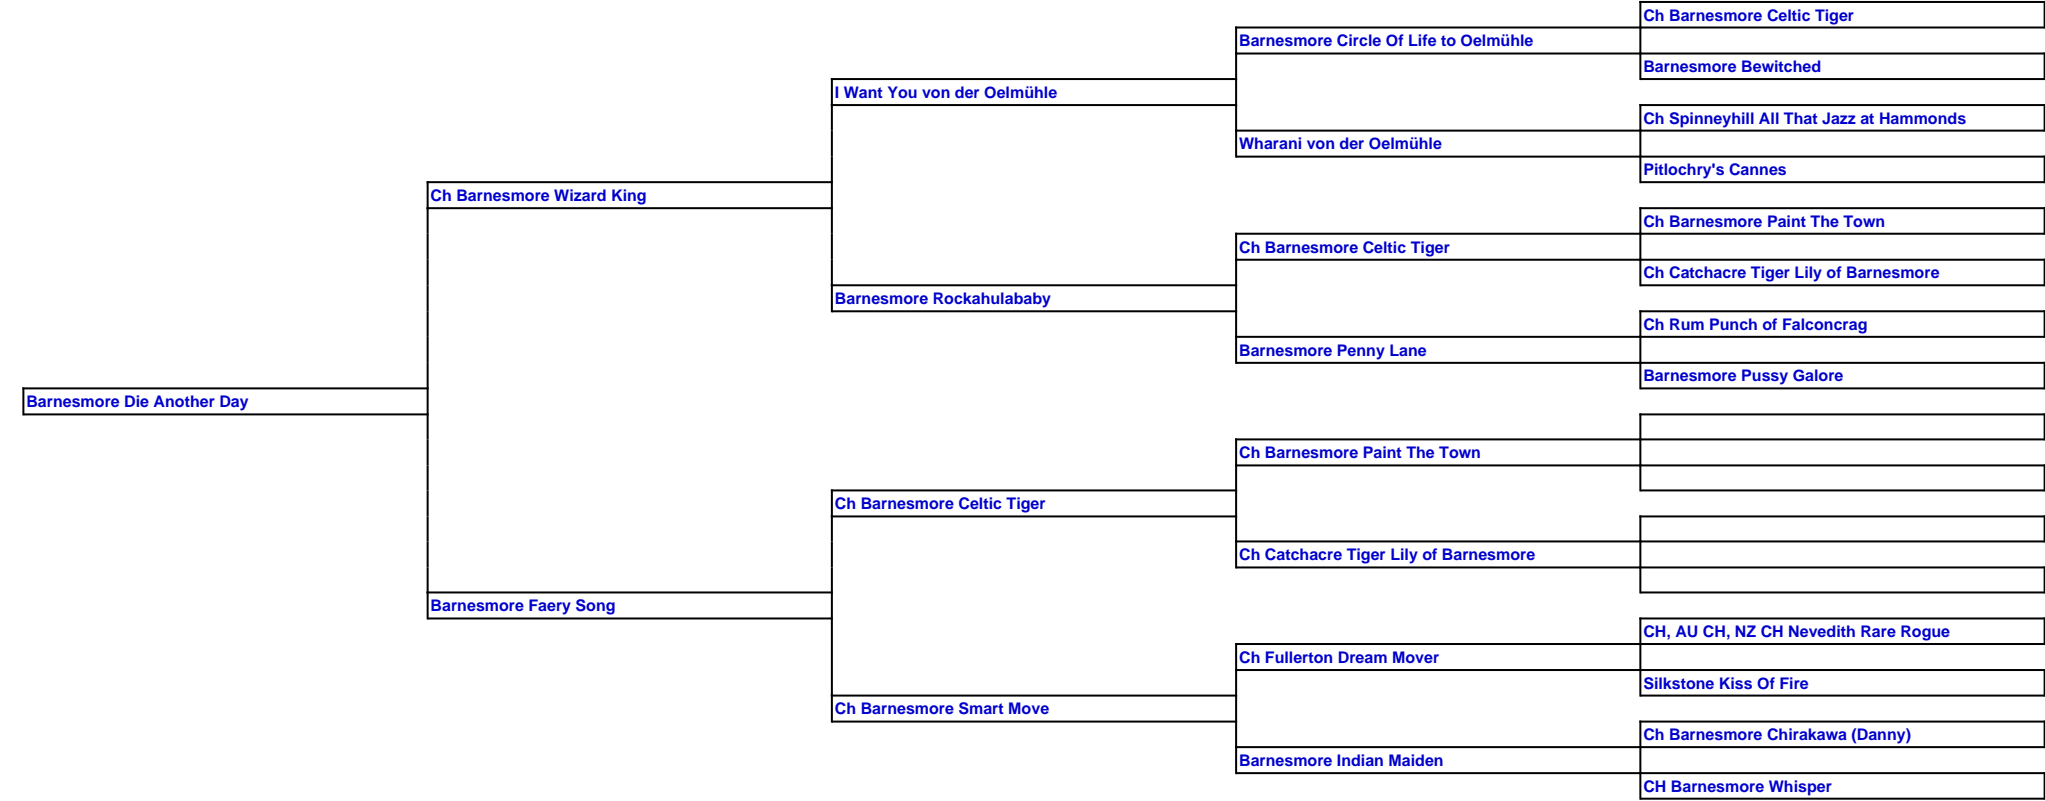 Ch Barnesmore Celtic Tiger
Barnesmore Circle Of Life to Oelmühle
Barnesmore Bewitched
I Want You von der Oelmühle
Ch Spinneyhill All That Jazz at Hammonds
Wharani von der Oelmühle
Pitlochry's Cannes
Ch Barnesmore Wizard King
Ch Barnesmore Paint The Town
Ch Barnesmore Celtic Tiger
Ch Catchacre Tiger Lily of Barnesmore
Barnesmore Rockahulababy
Ch Rum Punch of Falconcrag
Barnesmore Penny Lane
Barnesmore Pussy Galore
Barnesmore Die Another Day
Ch Barnesmore Paint The Town
Ch Barnesmore Celtic Tiger
Ch Catchacre Tiger Lily of Barnesmore
Barnesmore Faery Song
CH, AU CH, NZ CH Nevedith Rare Rogue
Ch Fullerton Dream Mover
Silkstone Kiss Of Fire
Ch Barnesmore Smart Move
Ch Barnesmore Chirakawa (Danny)
Barnesmore Indian Maiden
CH Barnesmore Whisper